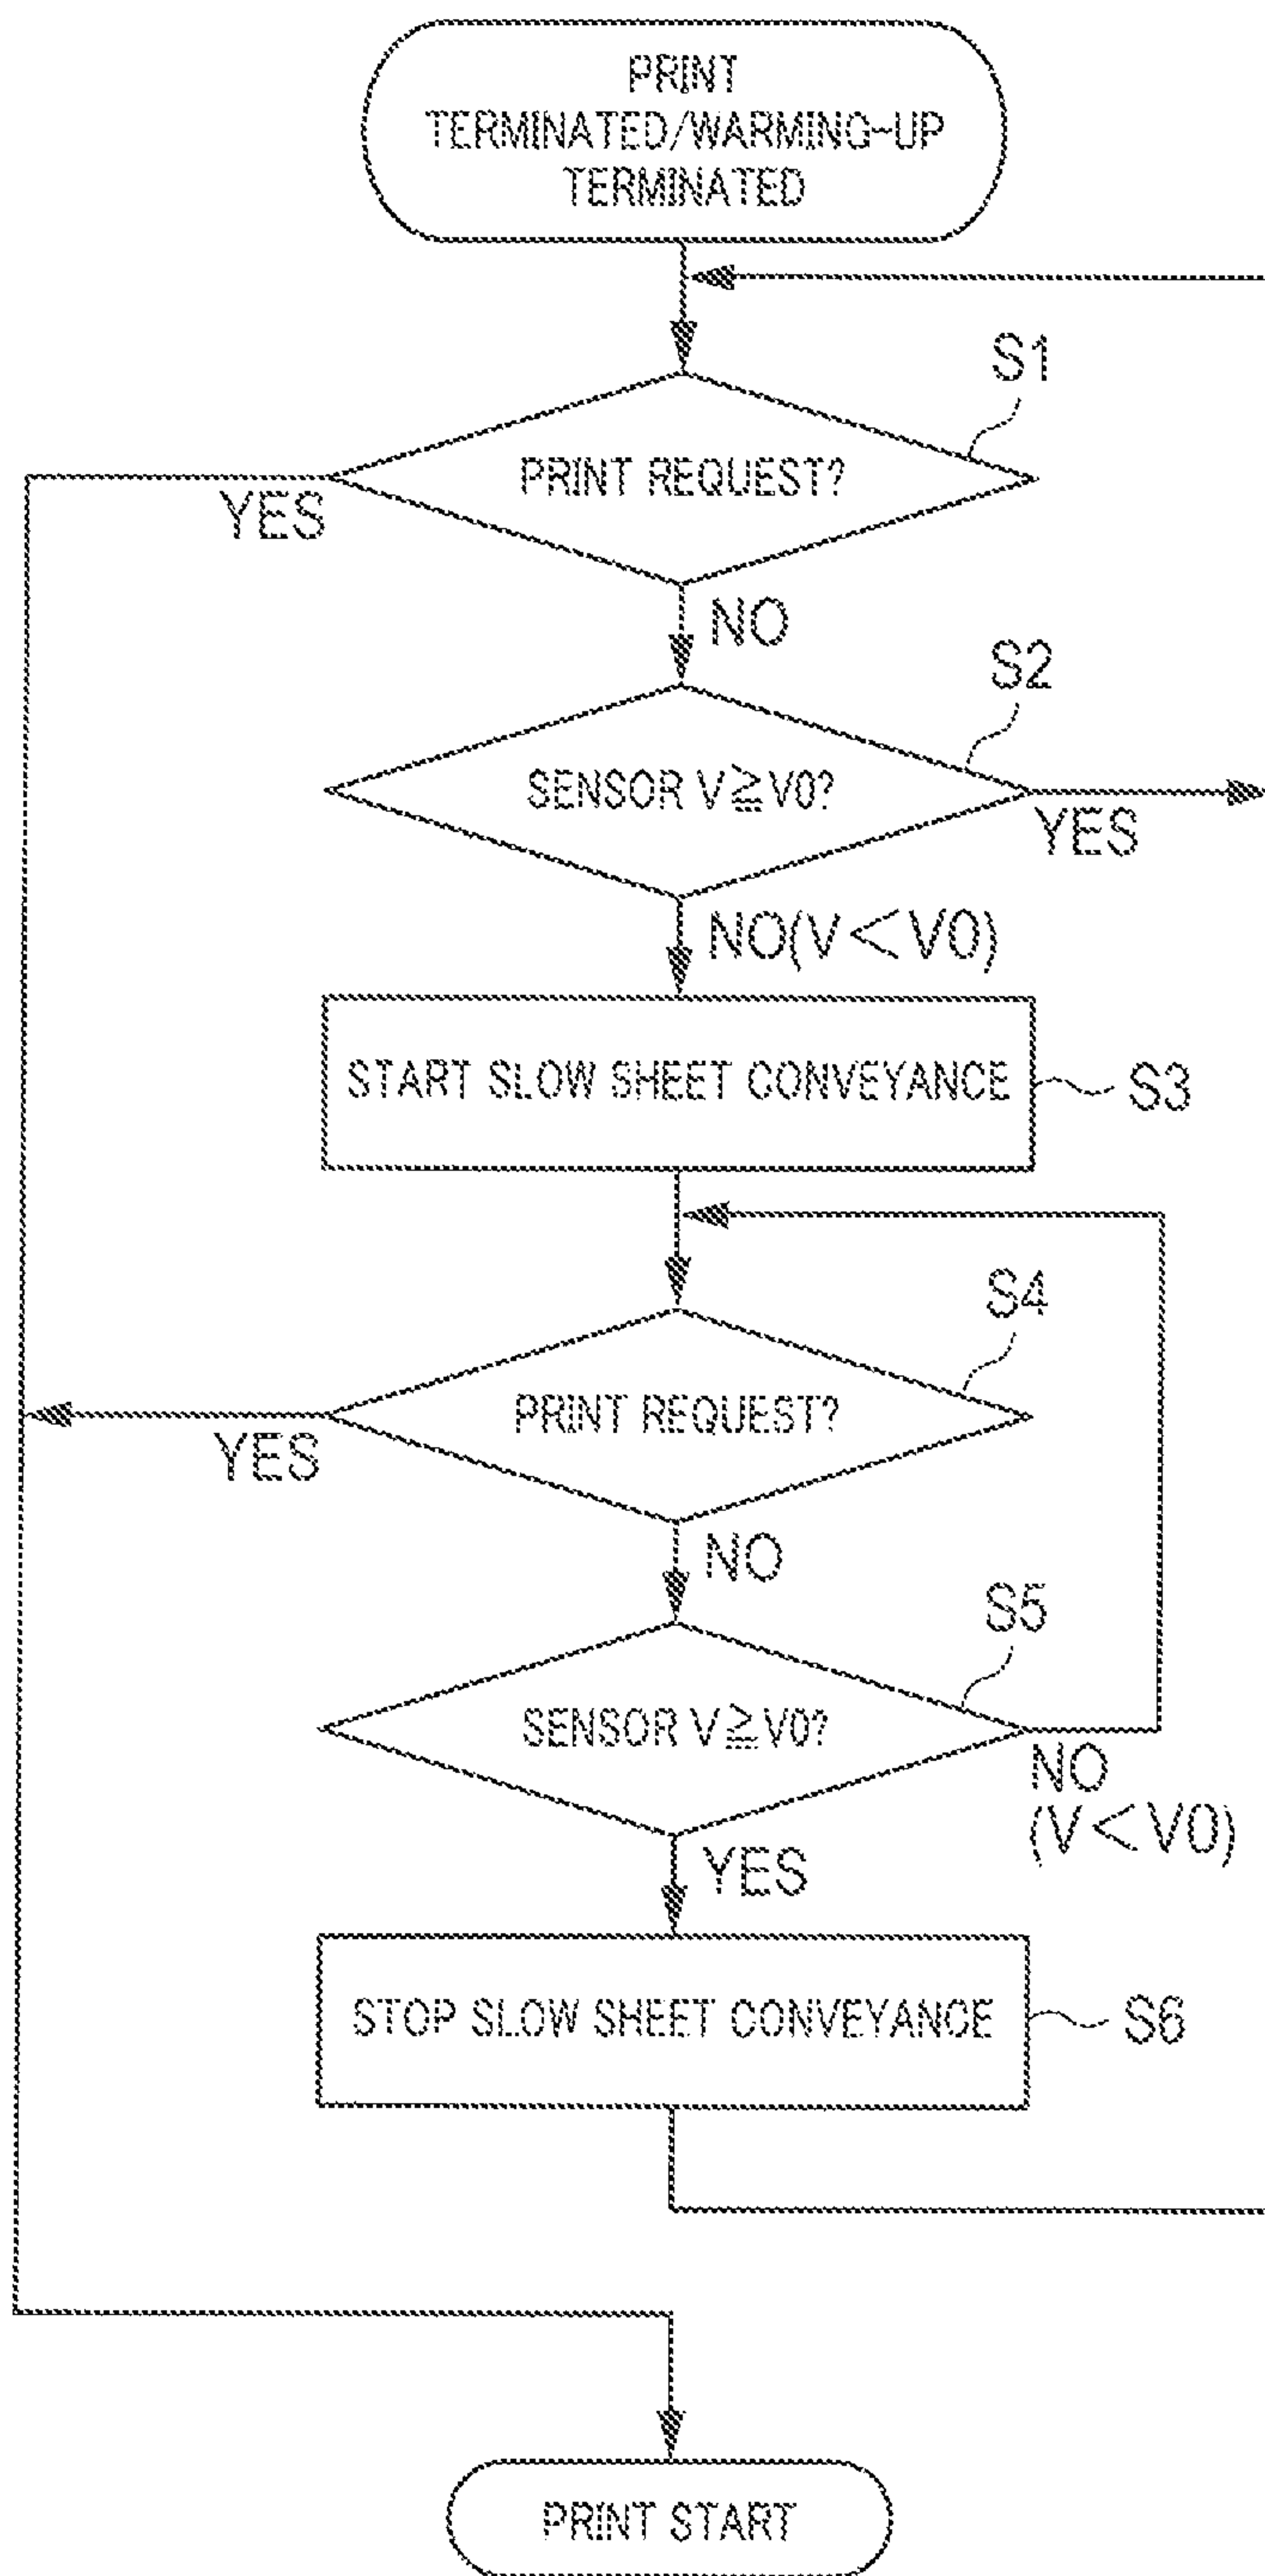 PRINT
TERMINATED/WARMING-UP
TERMINATED
S1
PRINT REQUEST?
YES
NO
S2
SENSOR V≧V0?
YES
NO(V<V0)
START SLOW SHEET CONVEYANCE
S3
S4
PRINT REQUEST?
YES
NO
S5
SENSOR V≧V0?
NO
(V<V0)
YES
STOP SLOW SHEET CONVEYANCE
S6
PRINT START